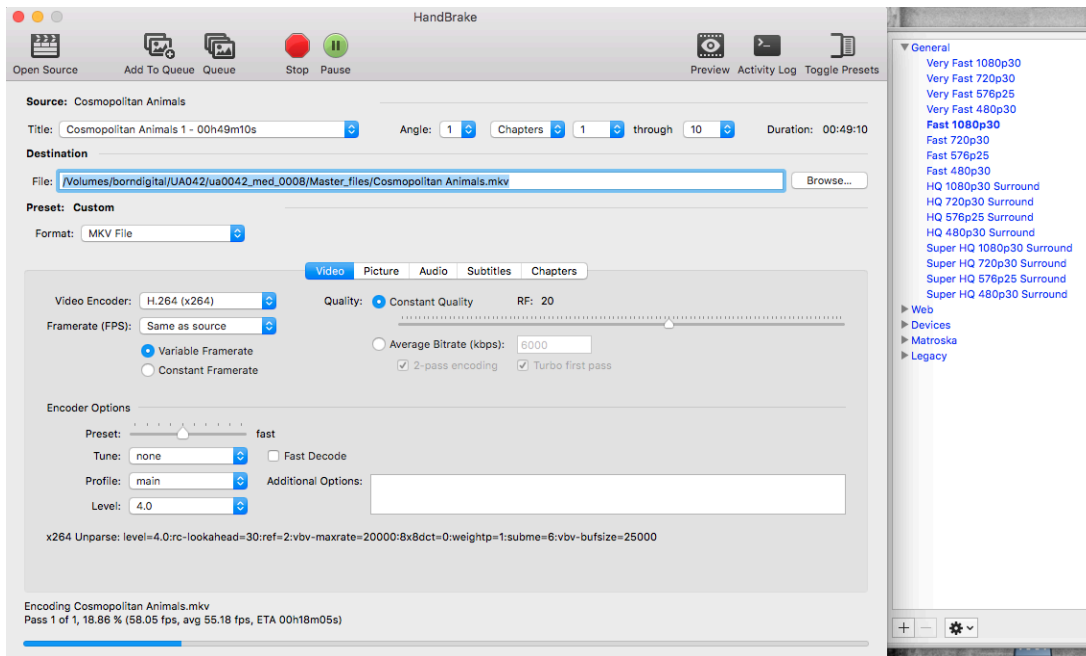 HandBrake
Open Source Add To Queue Queue Stop Pause Preview Activity Log Toggle Presets
Source: Cosmopolitan Animals
Title: Cosmopolitan Animals 1 - 00h49m10s Angle: 1 Chapters 1 through 10 Duration: 00:49:10
Destination
File: /Volumes/borndigital/UA042/ua0042_med_0008/Master_files/Cosmopolitan Animals.mkv Browse...
Preset: Custom
Format: MKV File
Video Picture Audio Subtitles Chapters
Video Encoder: H.264 (x264) Quality: Constant Quality RF: 20
Framerate (FPS): Same as source
Variable Framerate Average Bitrate (kbps): 6000
Constant Framerate 2-pass encoding Turbo first pass
Encoder Options
Preset: fast
Tune: none Fast Decode
Profile: main Additional Options:
Level: 4.0
x264 Unparse: level=4.0:rc-lookahead=30:ref=2:vbv-maxrate=20000:8x8dct=0:weightp=1:subme=6:vbv-bufsize=25000
Encoding Cosmopolitan Animals.mkv
Pass 1 of 1, 18.86 % (58.05 fps, avg 55.18 fps, ETA 00h18m05s)
General
Very Fast 1080p30
Very Fast 720p30
Very Fast 576p25
Very Fast 480p30
Fast 1080p30
Fast 720p30
Fast 576p25
Fast 480p30
HQ 1080p30 Surround
HQ 720p30 Surround
HQ 576p25 Surround
HQ 480p30 Surround
Super HQ 1080p30 Surround
Super HQ 720p30 Surround
Super HQ 576p25 Surround
Super HQ 480p30 Surround
Web
Devices
Matroska
Legacy